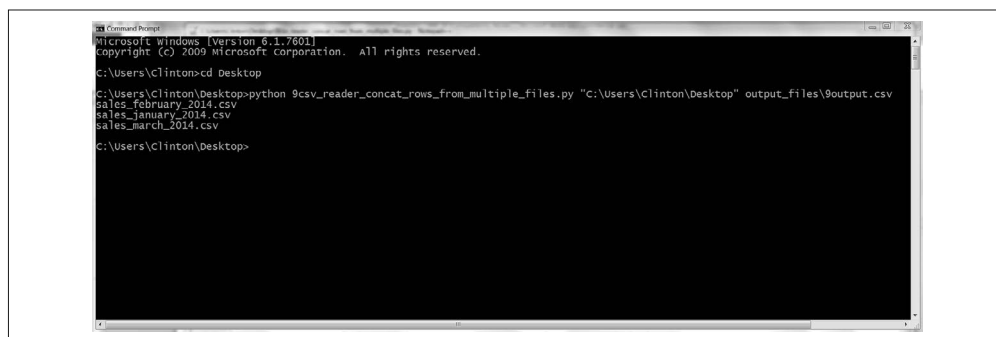 Command Prompt
Microsoft Windows [Version 6.1.7601]
Copyright (c) 2009 Microsoft Corporation.  All rights reserved.
C:\Users\Clinton>cd Desktop
C:\Users\Clinton\Desktop>python 9csv_reader_concat_rows_from_multiple_files.py "C:\Users\Clinton\Desktop" output_files\9output.csv
sales_february_2014.csv
sales_january_2014.csv
sales_march_2014.csv
C:\Users\Clinton\Desktop>